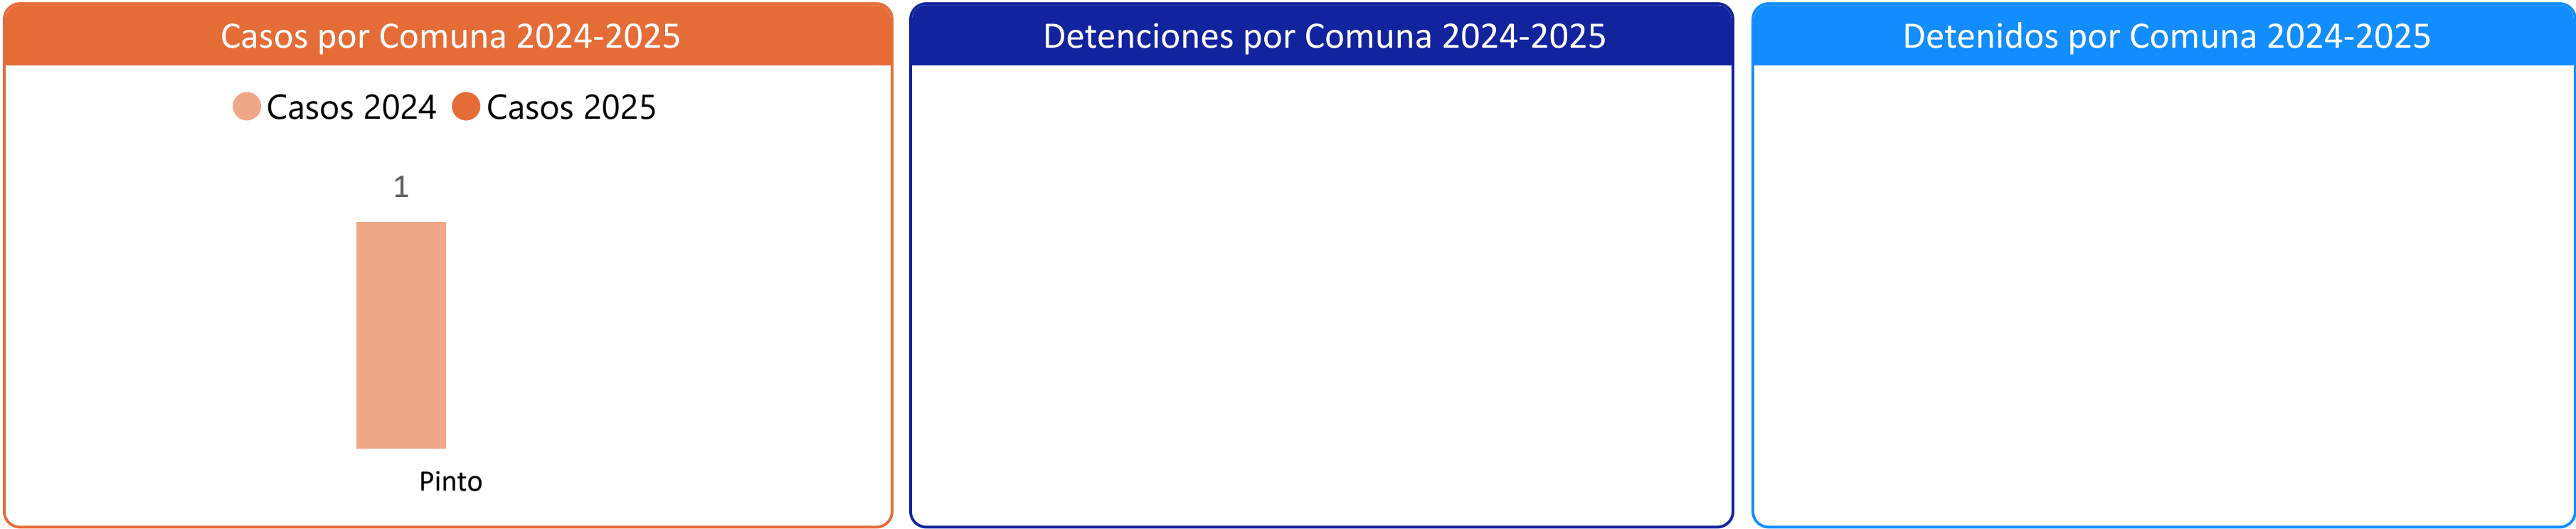 Casos por Comuna 2024-2025
Casos 2024 Casos 2025
1
Pinto
Detenciones por Comuna 2024-2025
Detenidos por Comuna 2024-2025